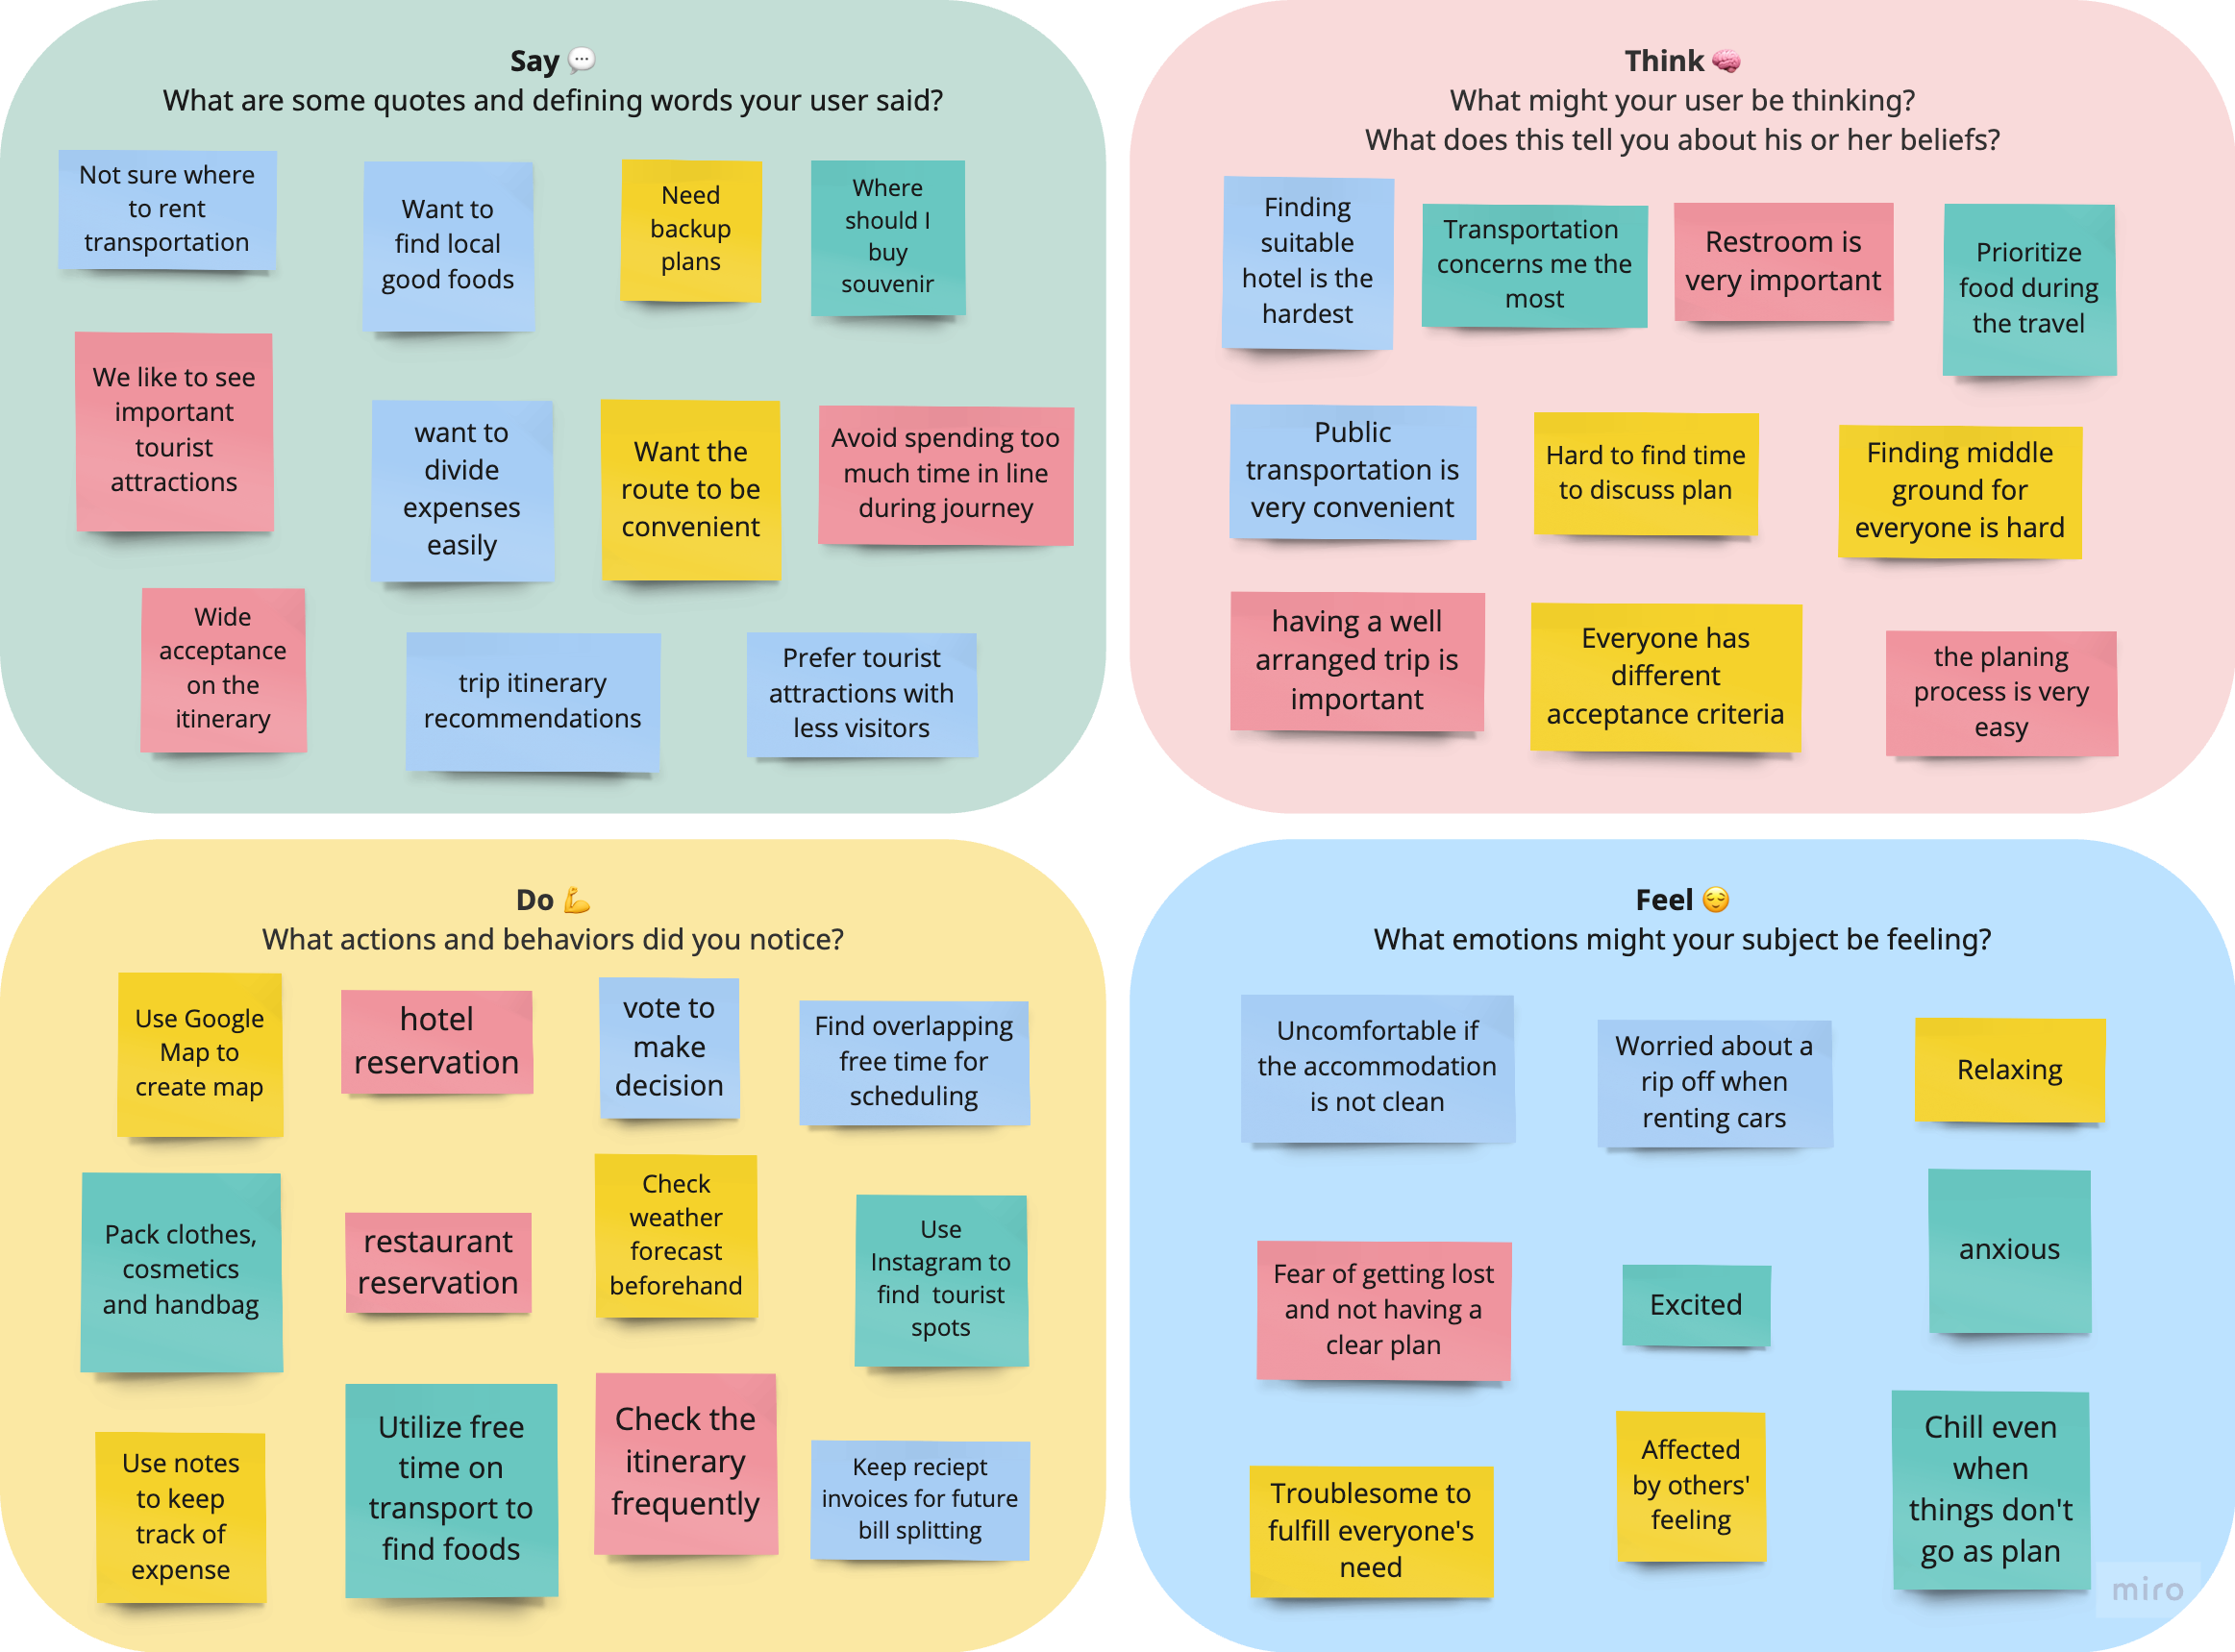 Say 💬
What are some quotes and defining words your user said?
Not sure where
to rent
transportation
Want to
find local
good foods
Need
backup
plans
Where
should I
buy
souvenir
We like to see
important
tourist
attractions
want to
divide
expenses
easily
Want the
route to be
convenient
Avoid spending too
much time in line
during journey
Wide
acceptance
on the
itinerary
trip itinerary
recommendations
Prefer tourist
attractions with
less visitors
Think 🧠
What might your user be thinking?
What does this tell you about his or her beliefs?
Finding
suitable
hotel is the
hardest
Transportation
concerns me the
most
Restroom is
very important
Prioritize
food during
the travel
Public
transportation is
very convenient
Hard to find time
to discuss plan
Finding middle
ground for
everyone is hard
having a well
arranged trip is
important
Everyone has
different
acceptance criteria
the planing
process is very
easy
Do 💪
What actions and behaviors did you notice?
Use Google
Map to
create map
hotel
reservation
vote to
make
decision
Find overlapping
free time for
scheduling
Pack clothes,
cosmetics
and handbag
restaurant
reservation
Check
weather
forecast
beforehand
Use
Instagram to
find tourist
spots
Use notes
to keep
track of
expense
Utilize free
time on
transport to
find foods
Check the
itinerary
frequently
Keep reciept
invoices for future
bill splitting
Feel 😌
What emotions might your subject be feeling?
Uncomfortable if
the accommodation
is not clean
Worried about a
rip off when
renting cars
Relaxing
Fear of getting lost
and not having a
clear plan
Excited
anxious
Troublesome to
fulfill everyone's
need
Affected
by others'
feeling
Chill even
when
things don't
go as plan
miro